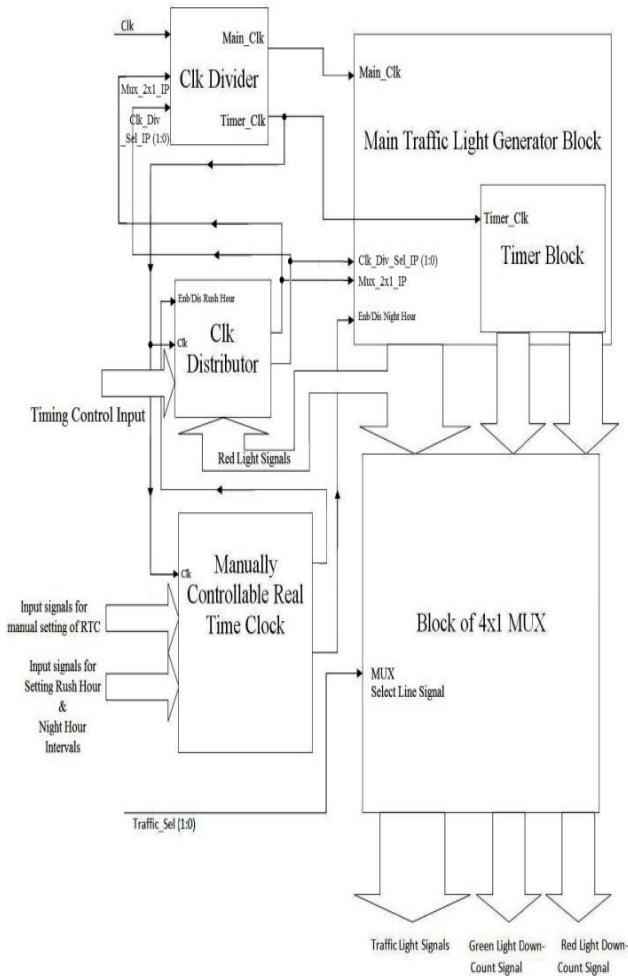 Clk
Main_Clk
Clk Divider
Mux_2x1_IP
Clk_Div
_Sel_IP (1:0)
Timer_Clk
Main_Clk
Main Traffic Light Generator Block
Timer_Clk
Timer Block
Clk_Div_Sel_IP (1:0)
Mux_2x1_IP
Enb/Dis Night Hour
Enb/Dis Rush Hour
Clk
Clk
Distributor
Timing Control Input
Red Light Signals
Clk
Manually
Controllable Real
Time Clock
Input signals for
manual setting of RTC
Input signals for
Setting Rush Hour
&
Night Hour
Intervals
Block of 4x1 MUX
MUX
Select Line Signal
Traffic_Sel (1:0)
Traffic Light Signals
Green Light Down-
Count Signal
Red Light Down-
Count Signal